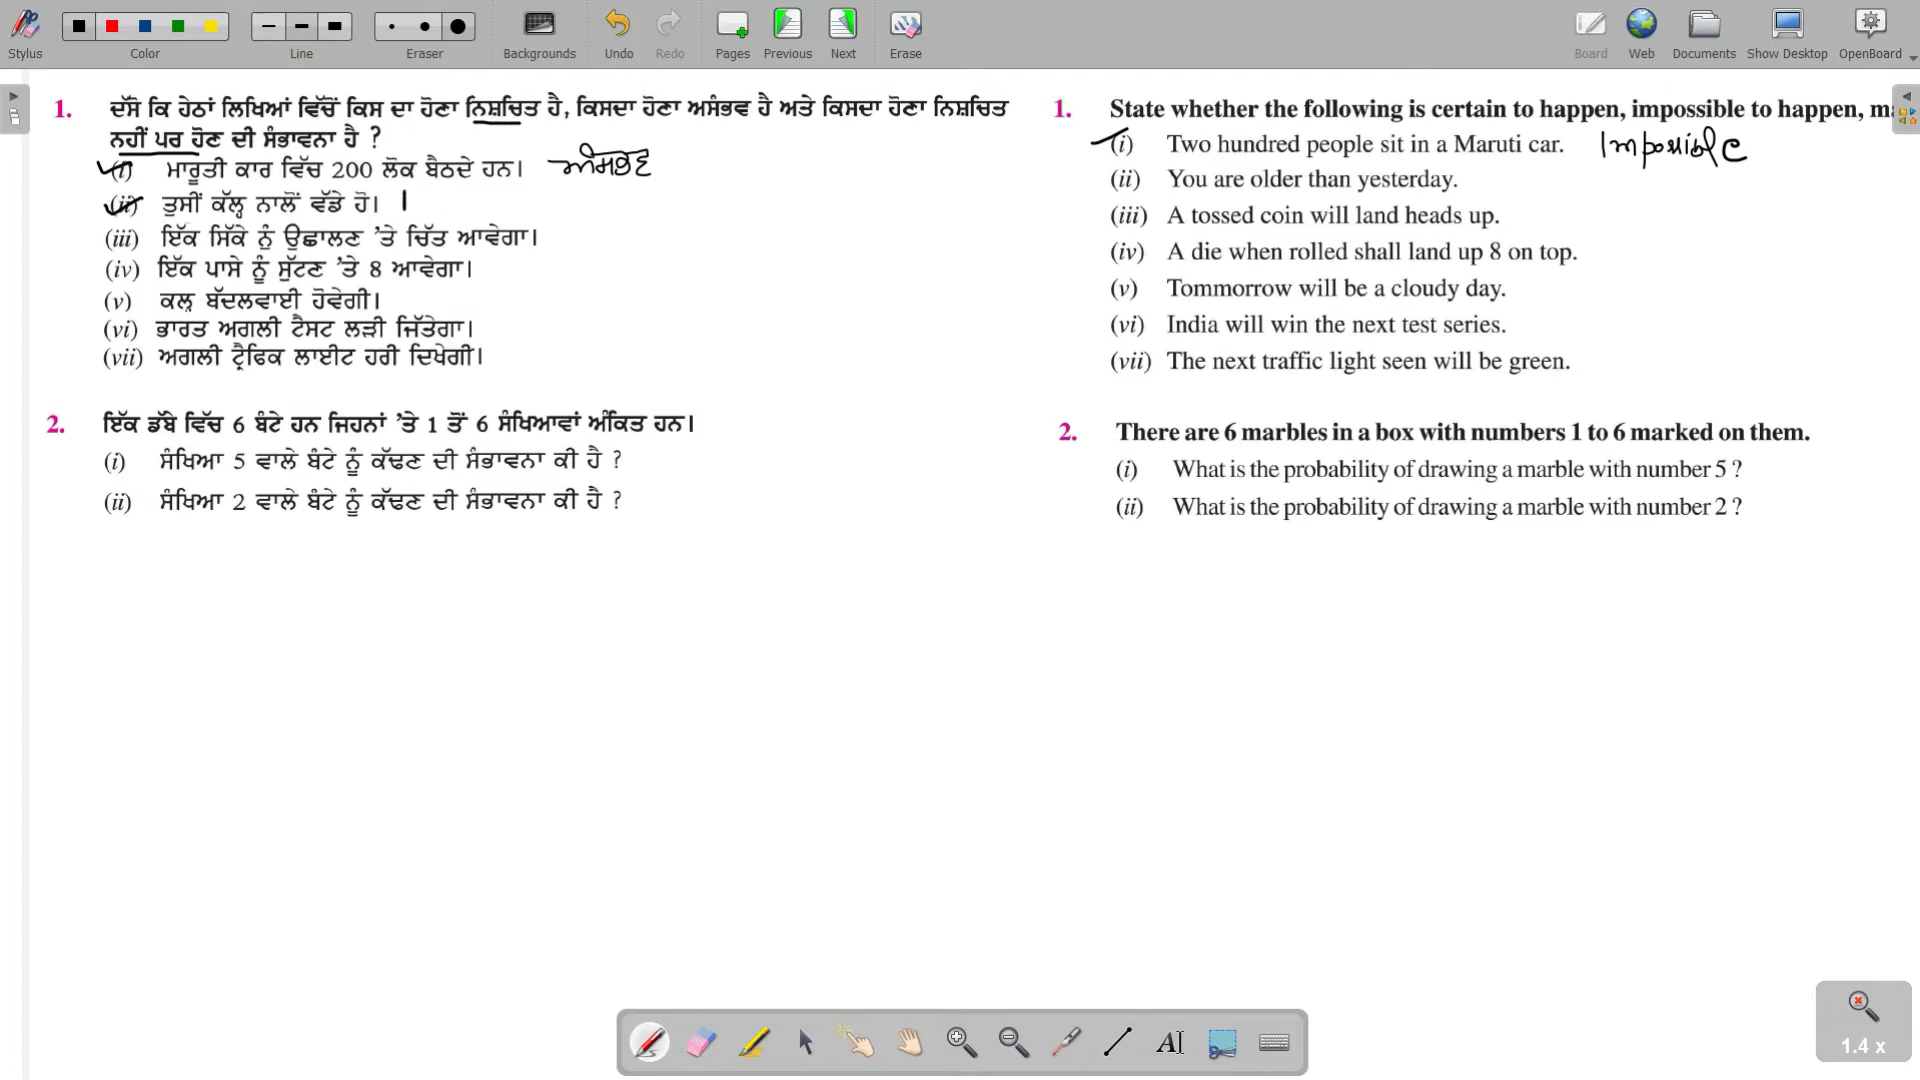 Stylus Color Line Eraser Backgrounds Undo Redo Pages Previous Next Erase Board Web Documents Show Desktop OpenBoard
1. ਦੱਸੋ ਕਿ ਹੇਠਾਂ ਲਿਖਿਆਂ ਵਿੱਚੋਂ ਕਿਸ ਦਾ ਹੋਣਾ ਨਿਸ਼ਚਿਤ ਹੈ, ਕਿਸਦਾ ਹੋਣਾ ਅਸੰਭਵ ਹੈ ਅਤੇ ਕਿਸਦਾ ਹੋਣਾ ਨਿਸ਼ਚਿਤ
ਨਹੀਂ ਪਰ ਹੋਣ ਦੀ ਸੰਭਾਵਨਾ ਹੈ ?
(i) ਮਾਰੂਤੀ ਕਾਰ ਵਿੱਚ 200 ਲੋਕ ਬੈਠਦੇ ਹਨ।
(ii) ਤੁਸੀਂ ਕੱਲ੍ਹ ਨਾਲੋਂ ਵੱਡੇ ਹੋ।
(iii) ਇੱਕ ਸਿੱਕੇ ਨੂੰ ਉਛਾਲਣ ’ਤੇ ਚਿੱਤ ਆਵੇਗਾ।
(iv) ਇੱਕ ਪਾਸੇ ਨੂੰ ਸੁੱਟਣ ’ਤੇ 8 ਆਵੇਗਾ।
(v) ਕਲ੍ਹ ਬੱਦਲਵਾਈ ਹੋਵੇਗੀ।
(vi) ਭਾਰਤ ਅਗਲੀ ਟੈਸਟ ਲੜੀ ਜਿੱਤੇਗਾ।
(vii) ਅਗਲੀ ਟ੍ਰੈਫਿਕ ਲਾਈਟ ਹਰੀ ਦਿਖੇਗੀ।
2. ਇੱਕ ਡੱਬੇ ਵਿੱਚ 6 ਬੰਟੇ ਹਨ ਜਿਹਨਾਂ ’ਤੇ 1 ਤੋਂ 6 ਸੰਖਿਆਵਾਂ ਅੰਕਿਤ ਹਨ।
(i) ਸੰਖਿਆ 5 ਵਾਲੇ ਬੰਟੇ ਨੂੰ ਕੱਢਣ ਦੀ ਸੰਭਾਵਨਾ ਕੀ ਹੈ ?
(ii) ਸੰਖਿਆ 2 ਵਾਲੇ ਬੰਟੇ ਨੂੰ ਕੱਢਣ ਦੀ ਸੰਭਾਵਨਾ ਕੀ ਹੈ ?
1. State whether the following is certain to happen, impossible to happen,
(i) Two hundred people sit in a Maruti car. Impossible
(ii) You are older than yesterday.
(iii) A tossed coin will land heads up.
(iv) A die when rolled shall land up 8 on top.
(v) Tommorrow will be a cloudy day.
(vi) India will win the next test series.
(vii) The next traffic light seen will be green.
2. There are 6 marbles in a box with numbers 1 to 6 marked on them.
(i) What is the probability of drawing a marble with number 5 ?
(ii) What is the probability of drawing a marble with number 2 ?
1.4 x